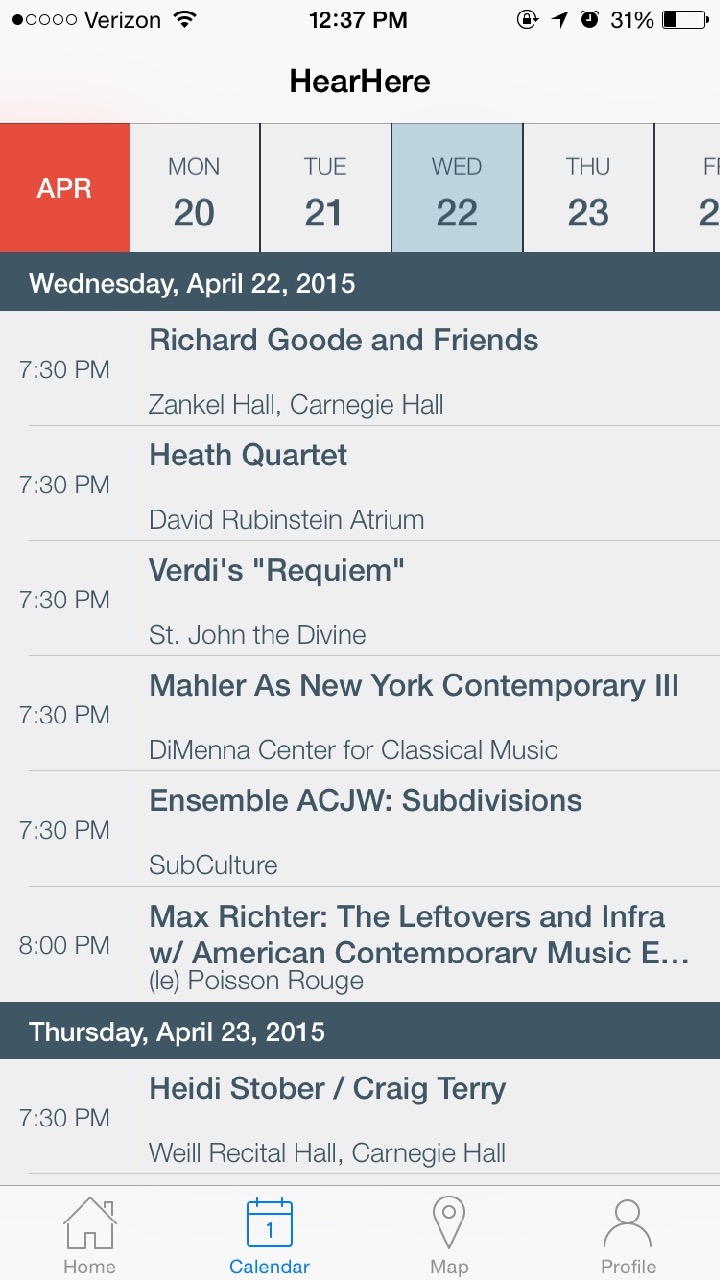 Verizon 12:37 PM 31%
HearHere
APR MON TUE WED THU
20 21 22 23
Wednesday, April 22, 2015
Richard Goode and Friends
7:30 PM
Zankel Hall, Carnegie Hall
Heath Quartet
7:30 PM
David Rubinstein Atrium
Verdi's "Requiem"
7:30 PM
St. John the Divine
Mahler As New York Contemporary III
7:30 PM
DiMenna Center for Classical Music
Ensemble ACJW: Subdivisions
7:30 PM
SubCulture
Max Richter: The Leftovers and Infra
8:00 PM w/ American Contemporary Music E...
(le) Poisson Rouge
Thursday, April 23, 2015
Heidi Stober / Craig Terry
7:30 PM
Weill Recital Hall, Carnegie Hall
1
Home Calendar Map Profile